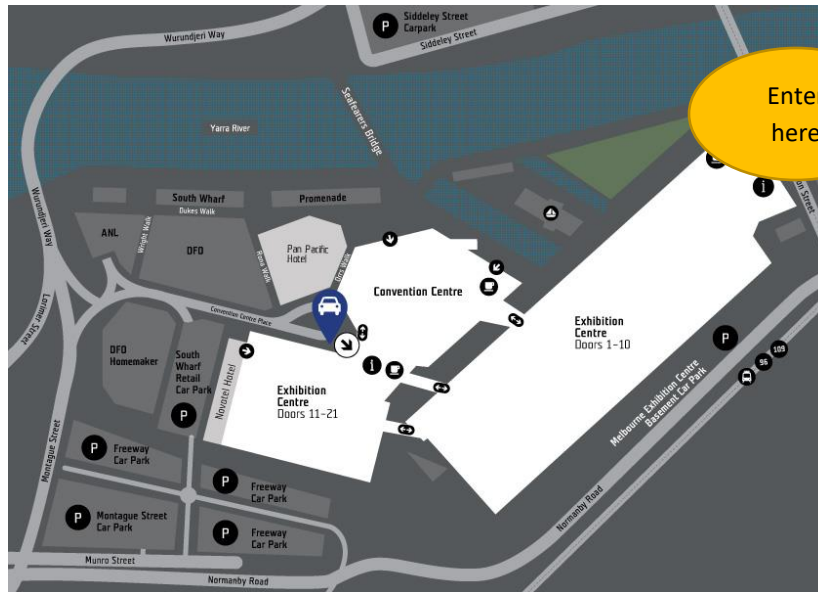 Siddeley Street
Carpark
P
Siddeley Street
Wurundjeri Way
Seafarers Bridge
Yarra River
Enter
here
i
South Wharf
Promenade
Dukes Walk
ANL
Wright Walk
DFO
Rona Walk
Pan Pacific
Hotel
Orrs Walk
Wurundjeri Way
Convention Centre
Convention Centre Place
Lorimer Street
DFO
Homemaker
South
Wharf
Retail
Car Park
P
Novotel Hotel
Exhibition
Centre
Doors 11-21
i
Exhibition
Centre
Doors 1-10
P
Melbourne Exhibition Centre
Basement Car Park
96
109
Montague Street
P
Freeway
Car Park
P
Freeway
Car Park
P
Montague Street
Car Park
P
Freeway
Car Park
Munro Street
Normanby Road
Normanby Road